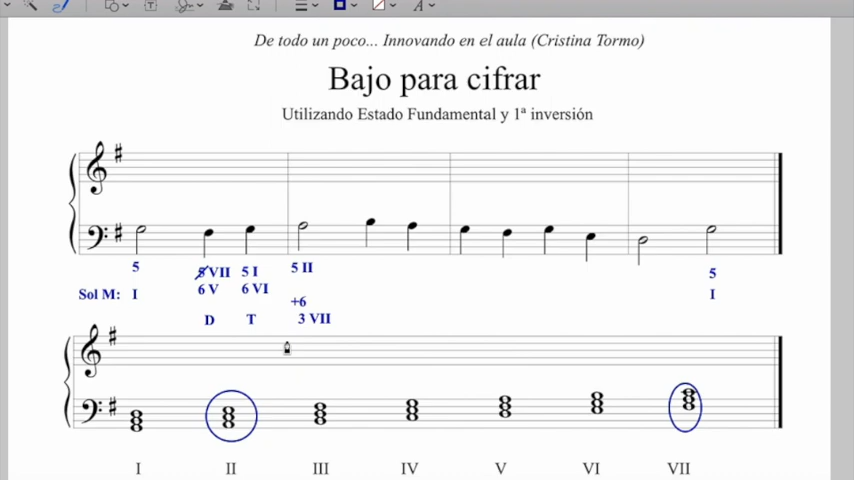 De todo un poco... Innovando en el aula (Cristina Tormo)
Bajo para cifrar
Utilizando Estado Fundamental y 1ª inversión
5 5 VII 5 I 5 II 5
Sol M: I 6 V 6 VI +6 I
D T 3 VII
I II III IV V VI VII